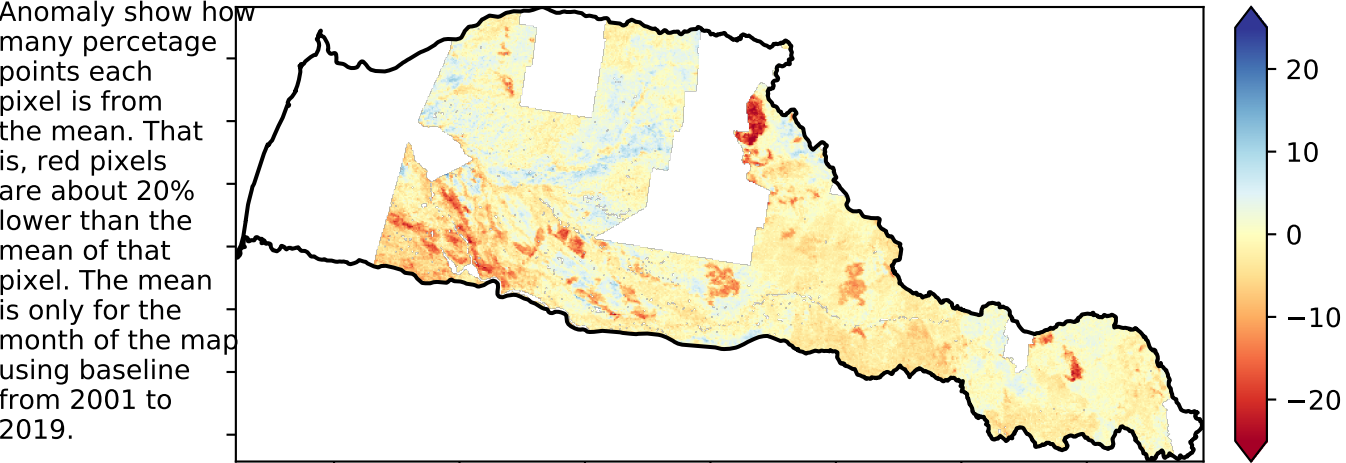 Anomaly show how
many percetage
points each
pixel is from
the mean. That
is, red pixels
are about 20%
lower than the
mean of that
pixel. The mean
is only for the
month of the map
using baseline
from 2001 to
2019.
20
10
0
−10
−20